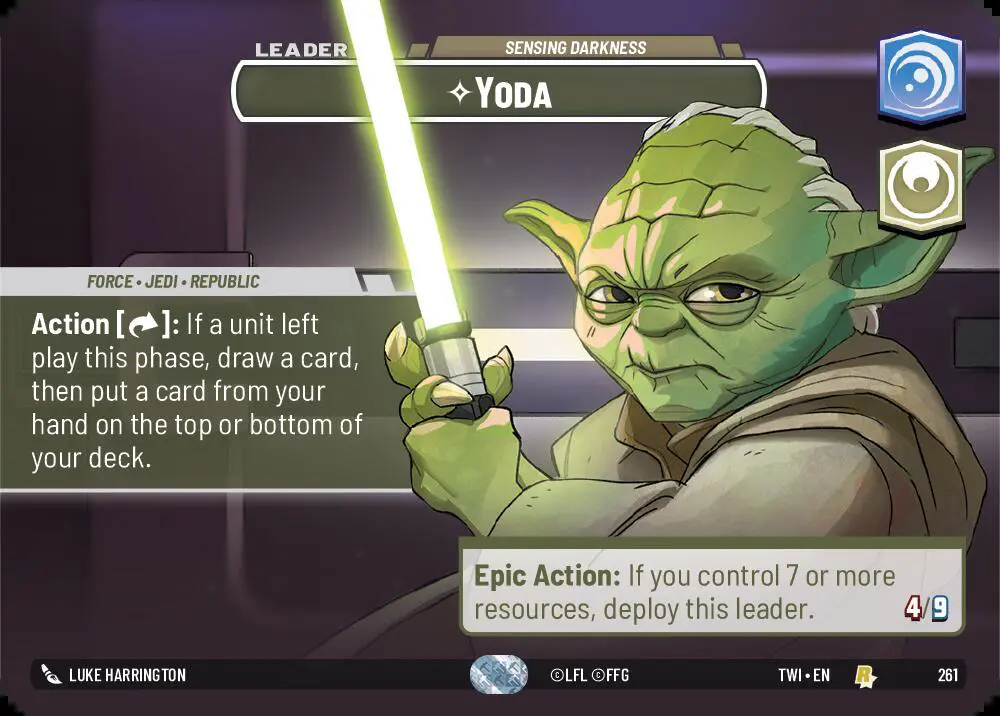 LEADER
SENSING DARKNESS
✧YODA
FORCE • JEDI • REPUBLIC
Action [↷]: If a unit left
play this phase, draw a card,
then put a card from your
hand on the top or bottom of
your deck.
Epic Action: If you control 7 or more
resources, deploy this leader.
4/9
LUKE HARRINGTON
©LFL ©FFG
TWI • EN
R
261